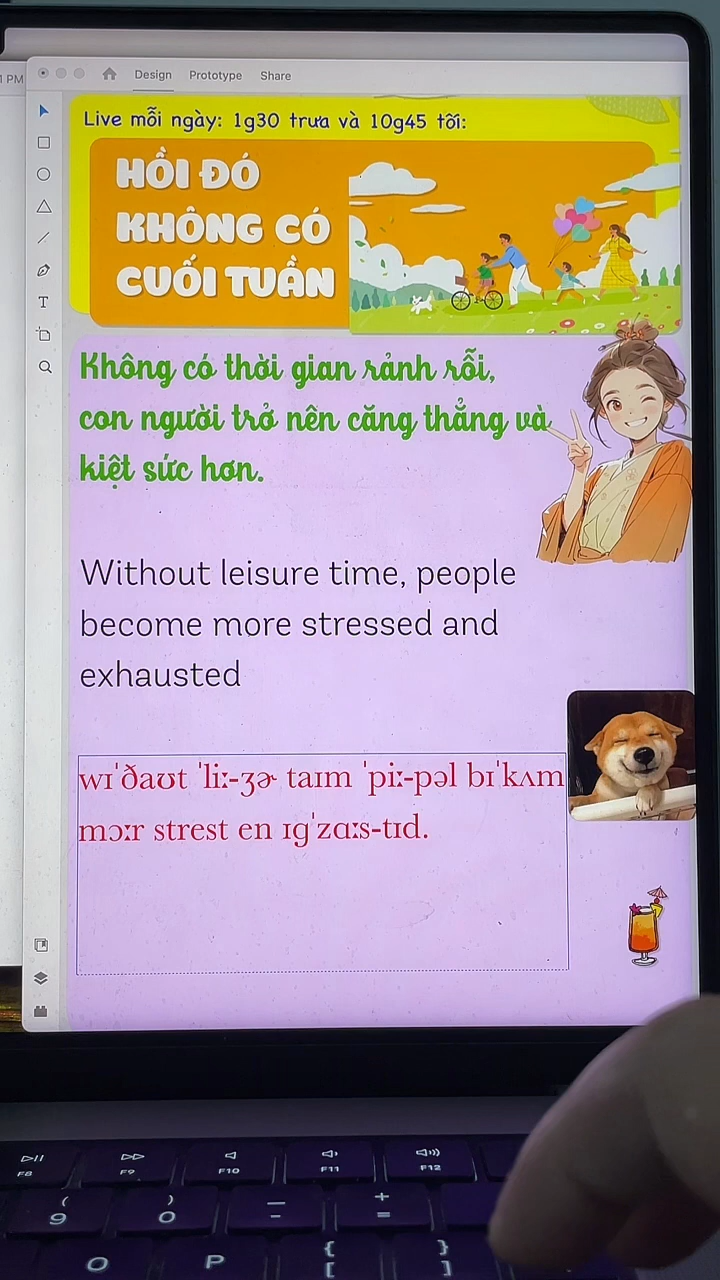 1 PM
Design Prototype Share
Live mỗi ngày: 1g30 trưa và 10g45 tối:
HỒI ĐÓ
KHÔNG CÓ
CUỐI TUẦN
Không có thời gian rảnh rỗi,
con người trở nên căng thẳng và
kiệt sức hơn.
Without leisure time, people
become more stressed and
exhausted
wɪˈðaʊt ˈliː-ʒɚ taɪm ˈpiː-pəl bɪˈkʌm
mɔːr strest en ɪgˈzɑːs-tɪd.
F8 F9 F10 F11 F12
( ) — +
9 0 - =
{ }
O P [ ]